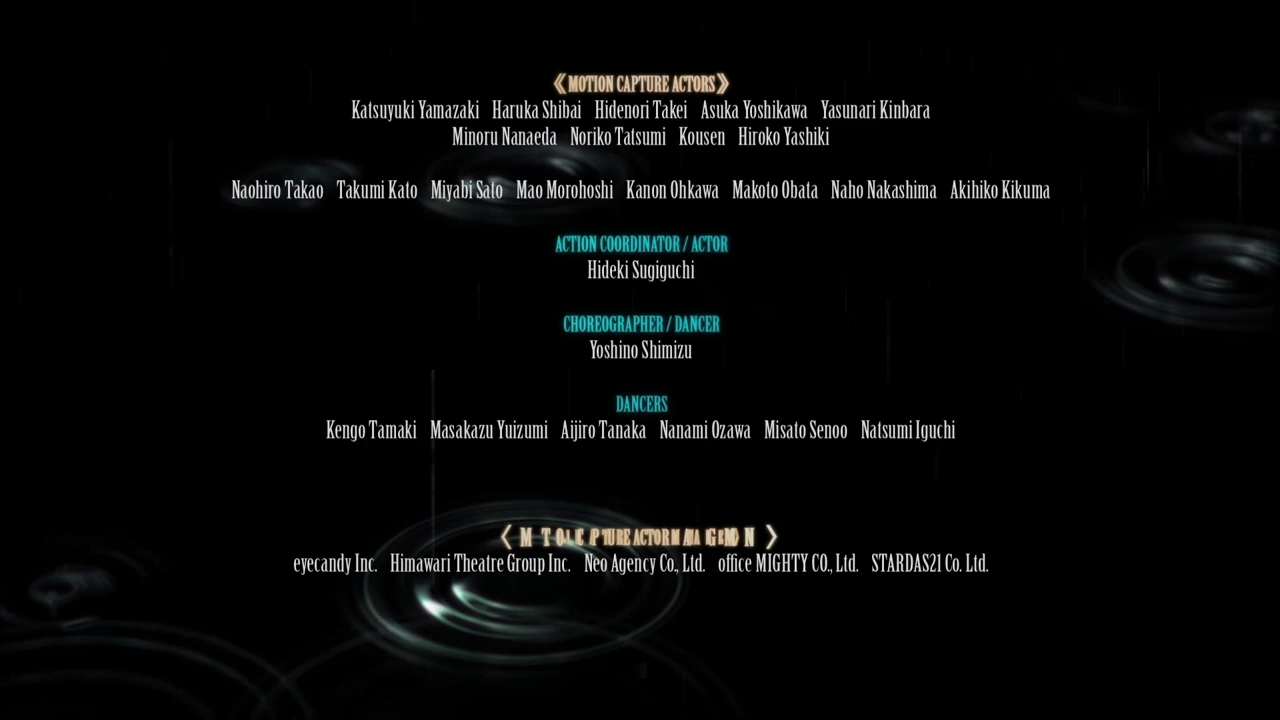 《MOTION CAPTURE ACTORS》
Katsuyuki Yamazaki Haruka Shibai Hidenori Takei Asuka Yoshikawa Yasunari Kinbara
Minoru Nanaeda Noriko Tatsumi Kousen Hiroko Yashiki
Naohiro Takao Takumi Kato Miyabi Sato Mao Morohoshi Kanon Ohkawa Makoto Obata Naho Nakashima Akihiko Kikuma
ACTION COORDINATOR / ACTOR
Hideki Sugiguchi
CHOREOGRAPHER / DANCER
Yoshino Shimizu
DANCERS
Kengo Tamaki Masakazu Yuizumi Aijiro Tanaka Nanami Ozawa Misato Senoo Natsumi Iguchi
ACTOR
eyecandy Inc. Himawari Theatre Group Inc. Neo Agency Co., Ltd. office MIGHTY CO., Ltd. STARDAS21 Co. Ltd.